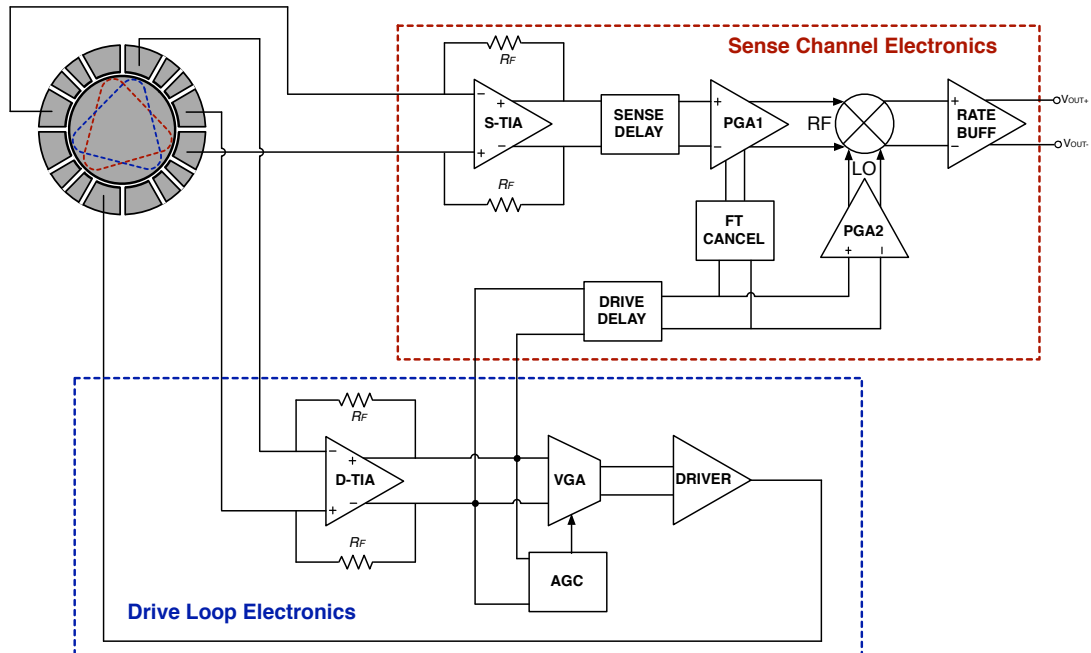 Sense Channel Electronics
RF
S-TIA
− +
+ −
RF
SENSE
DELAY
+
PGA1
−
RF
LO
+
RATE
BUFF
−
VOUT+
VOUT-
FT
CANCEL
PGA2
+ −
DRIVE
DELAY
RF
− +
D-TIA
+ −
RF
VGA
DRIVER
AGC
Drive Loop Electronics